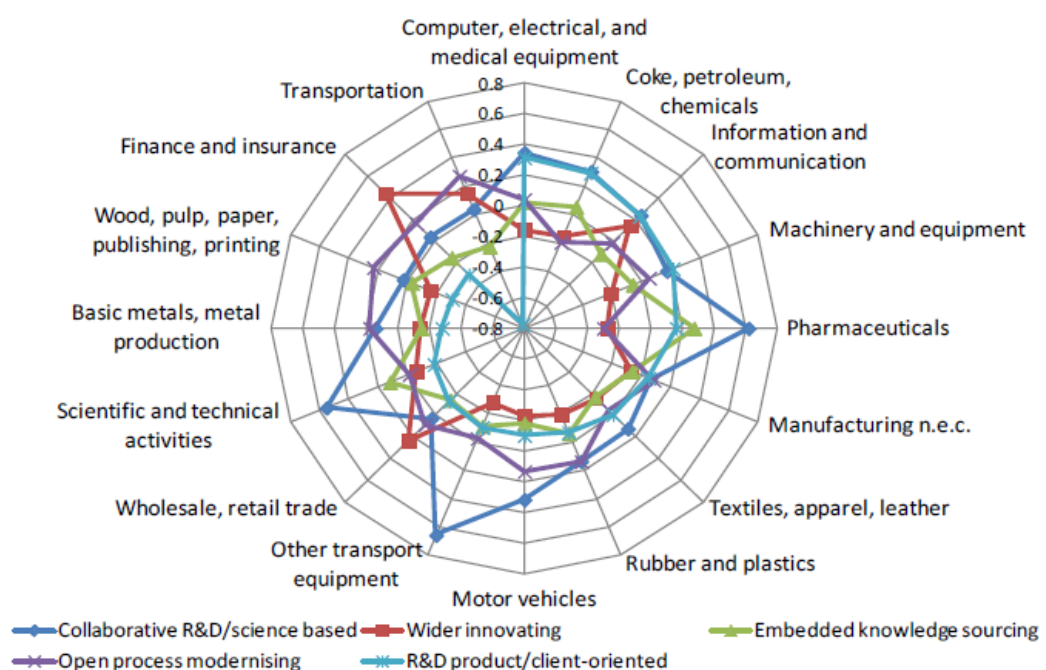 Computer, electrical, and
medical equipment
Coke, petroleum,
chemicals
Information and
communication
Machinery and equipment
Pharmaceuticals
Manufacturing n.e.c.
Textiles, apparel, leather
Rubber and plastics
Motor vehicles
Other transport
equipment
Wholesale, retail trade
Scientific and technical
activities
Basic metals, metal
production
Wood, pulp, paper,
publishing, printing
Finance and insurance
Transportation
0.8
0.6
0.4
0.2
0
-0.2
-0.4
-0.6
-0.8
Collaborative R&D/science based
Wider innovating
Embedded knowledge sourcing
Open process modernising
R&D product/client-oriented